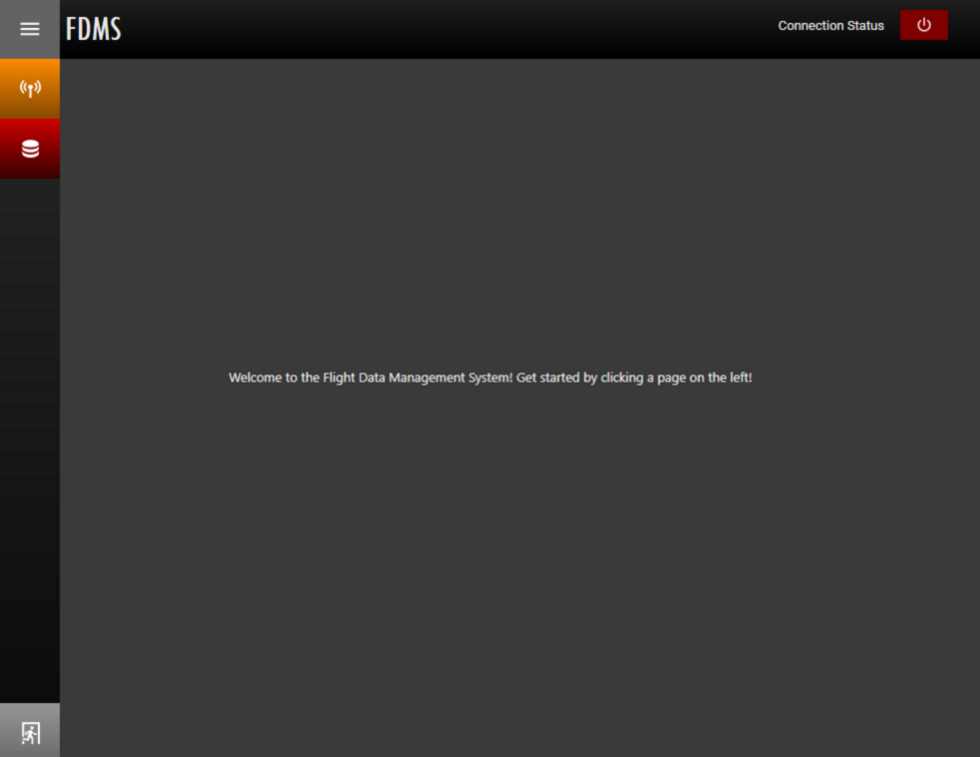 FDMS
Connection Status
Welcome to the Flight Data Management System! Get started by clicking a page on the left!